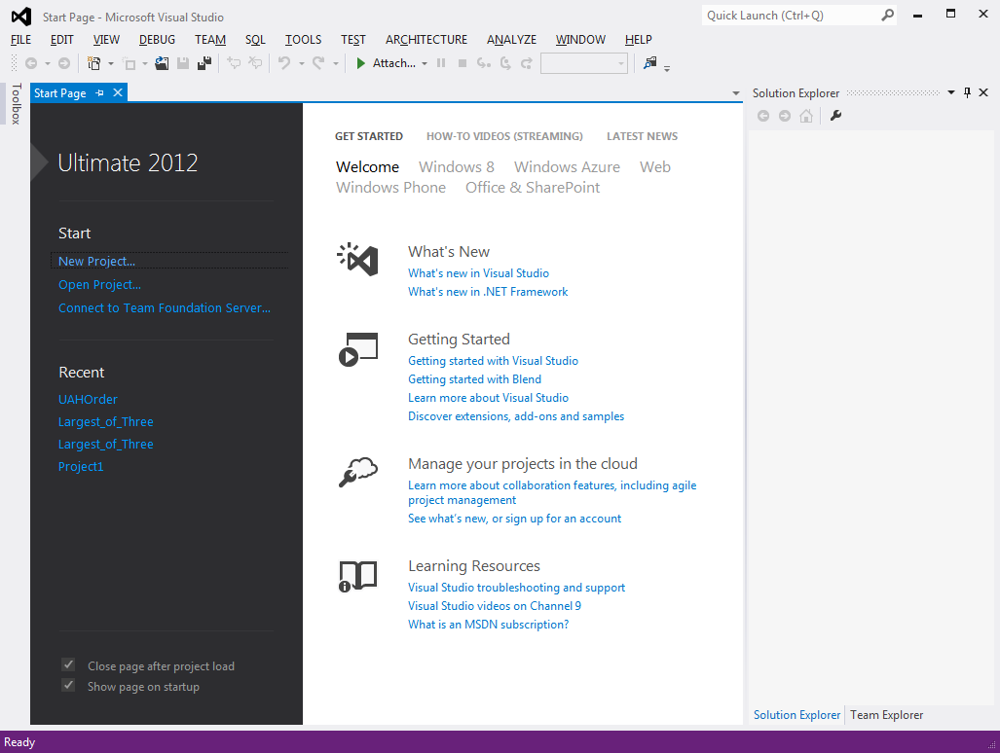 Start Page - Microsoft Visual Studio
Quick Launch (Ctrl+Q)
FILE EDIT VIEW DEBUG TEAM SQL TOOLS TEST ARCHITECTURE ANALYZE WINDOW HELP
Attach...
Toolbox
Start Page
Solution Explorer
Ultimate 2012
Start
New Project...
Open Project...
Connect to Team Foundation Server...
Recent
UAHOrder
Largest_of_Three
Largest_of_Three
Project1
Close page after project load
Show page on startup
GET STARTED HOW-TO VIDEOS (STREAMING) LATEST NEWS
Welcome Windows 8 Windows Azure Web
Windows Phone Office & SharePoint
What's New
What's new in Visual Studio
What's new in .NET Framework
Getting Started
Getting started with Visual Studio
Getting started with Blend
Learn more about Visual Studio
Discover extensions, add-ons and samples
Manage your projects in the cloud
Learn more about collaboration features, including agile
project management
See what's new, or sign up for an account
Learning Resources
Visual Studio troubleshooting and support
Visual Studio videos on Channel 9
What is an MSDN subscription?
Solution Explorer Team Explorer
Ready